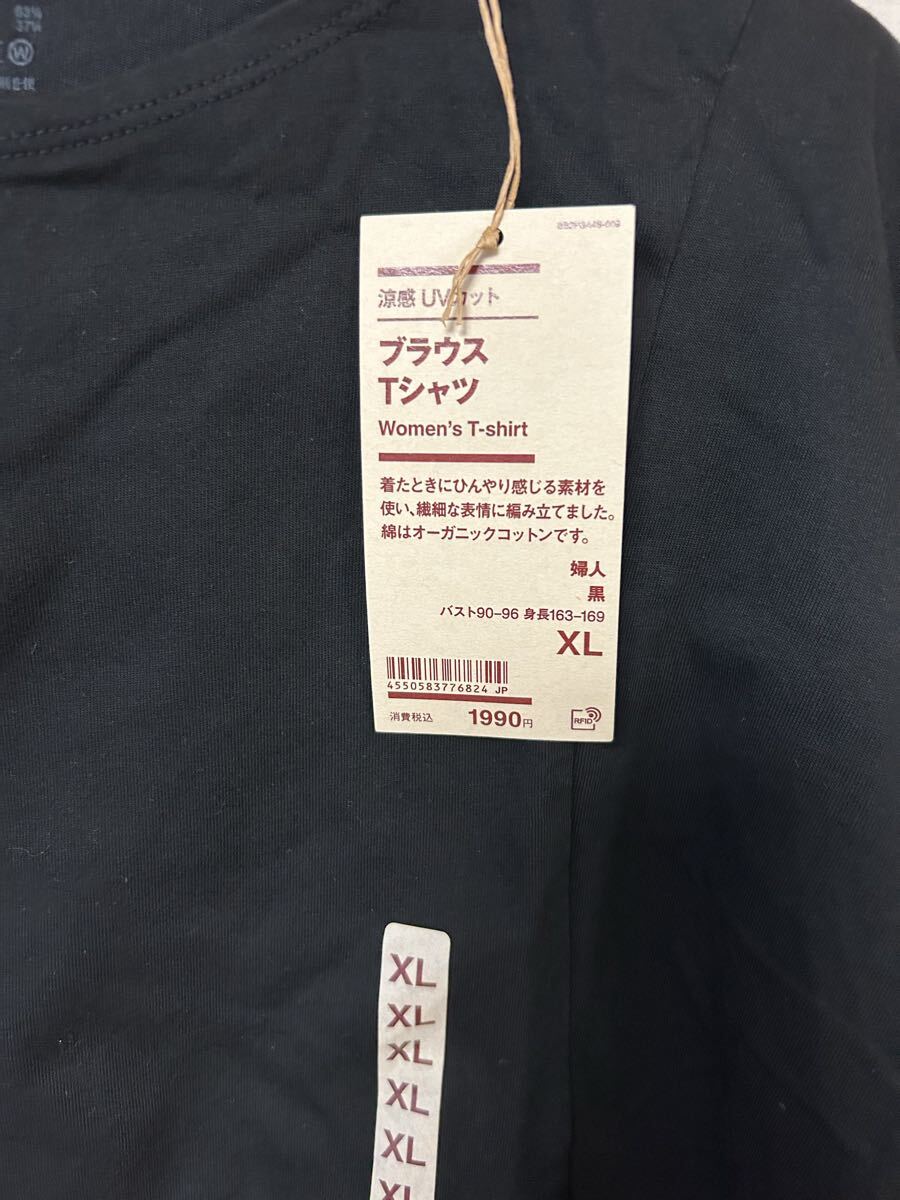 63%
37%
涼感 UVカット
ブラウス
Tシャツ
Women's T-shirt
着たときにひんやり感じる素材を
使い、繊細な表情に編み立てました。
綿はオーガニックコットンです。
婦人
黒
バスト90–96 身長163–169
XL
4550583776824 JP
消費税込 1990円
RFID
XL
XL
XL
XL
XL
XL